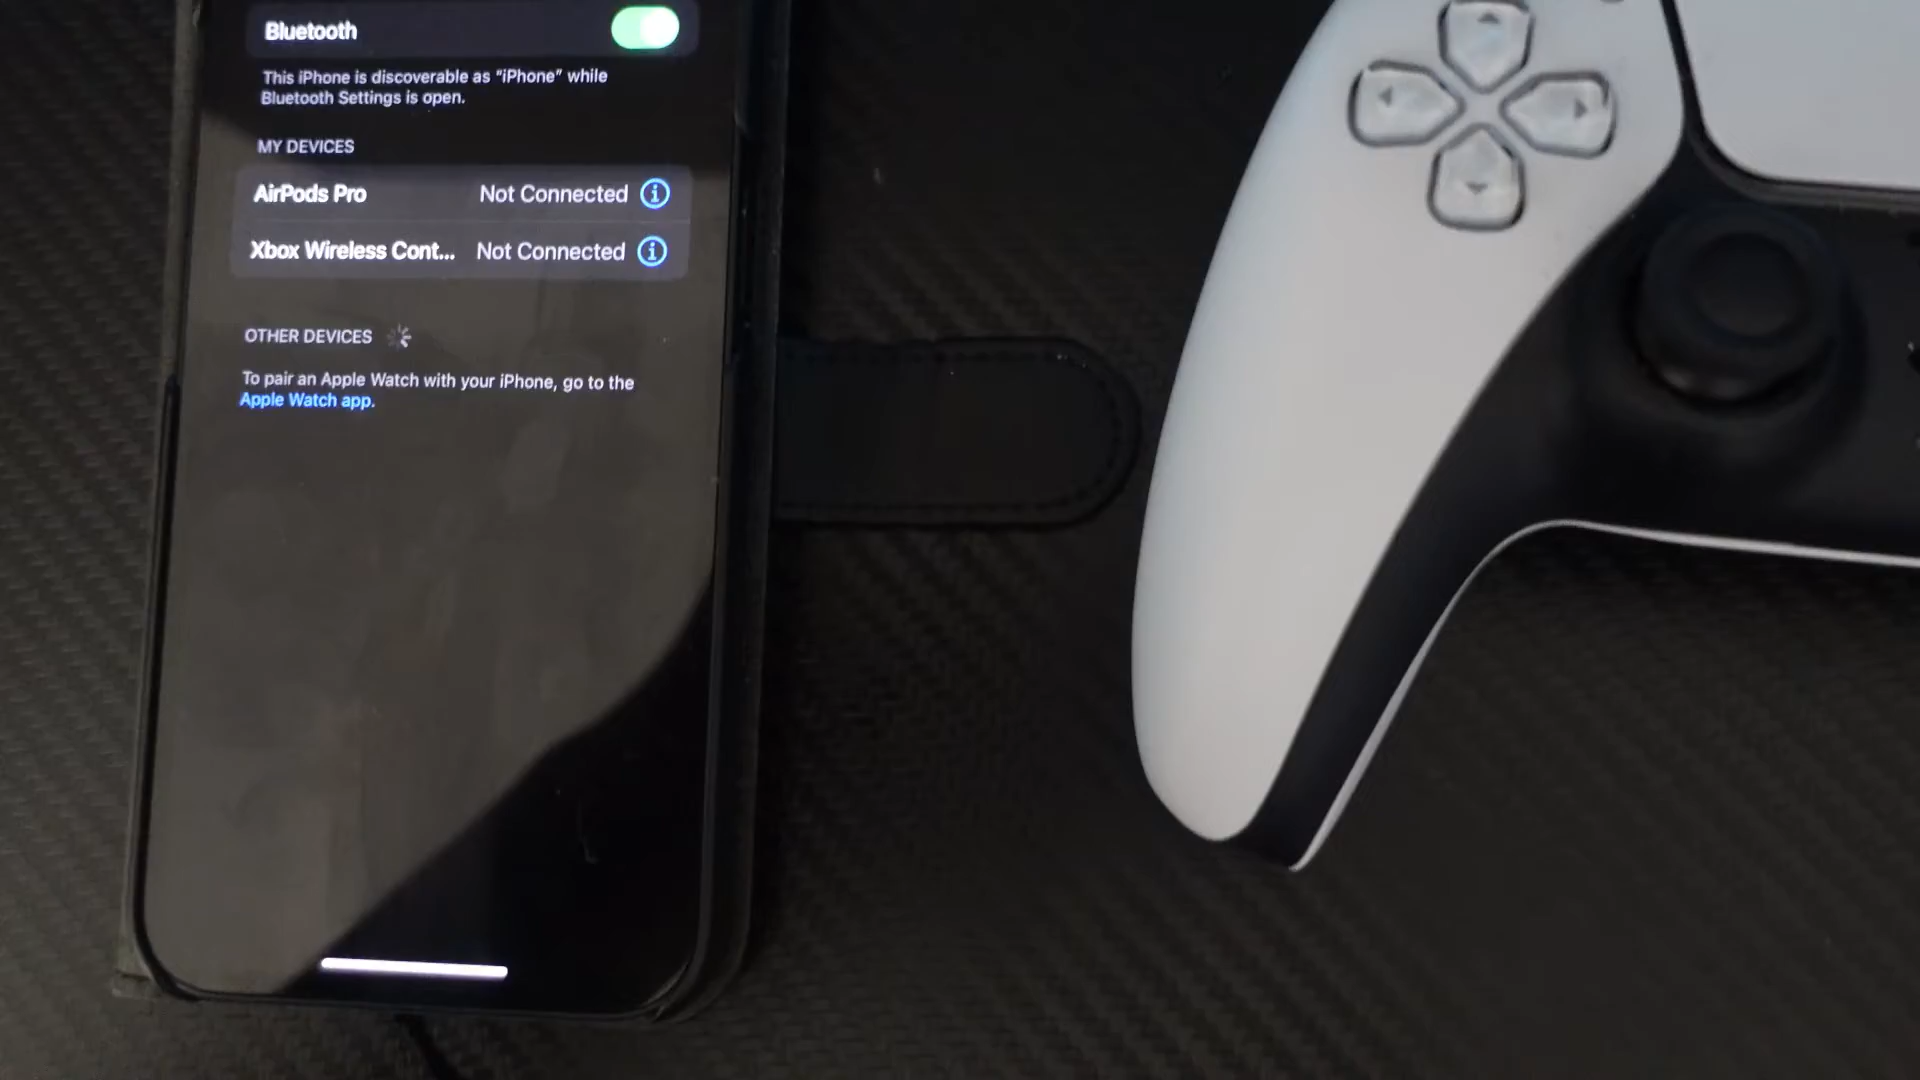 Bluetooth
This iPhone is discoverable as “iPhone” while
Bluetooth Settings is open.
MY DEVICES
AirPods Pro Not Connected
Xbox Wireless Cont... Not Connected
OTHER DEVICES
To pair an Apple Watch with your iPhone, go to the
Apple Watch app.